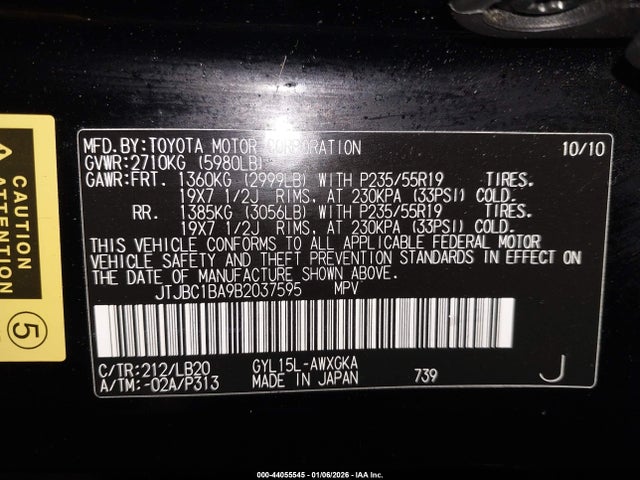 MFD.BY:TOYOTA MOTOR CORPORATION 10/10
GVWR:2710KG (5980LB)
GAWR:FRT. 1360KG (2999LB) WITH P235/55R19 TIRES.
19X7 1/2J RIMS, AT 230KPA (33PSI) COLD.
RR. 1385KG (3056LB) WITH P235/55R19 TIRES.
19X7 1/2J RIMS, AT 230KPA (33PSI) COLD.
THIS VEHICLE CONFORMS TO ALL APPLICABLE FEDERAL MOTOR
VEHICLE SAFETY AND THEFT PREVENTION STANDARDS IN EFFECT ON
THE DATE OF MANUFACTURE SHOWN ABOVE.
JTJBC1BA9B2037595 MPV
C/TR:212/LB20 GYL15L-AWXGKA
A/TM:-02A/P313 MADE IN JAPAN 739 J
CAUTION
5
000-44055545 - 01/06/2026 - IAA Inc.